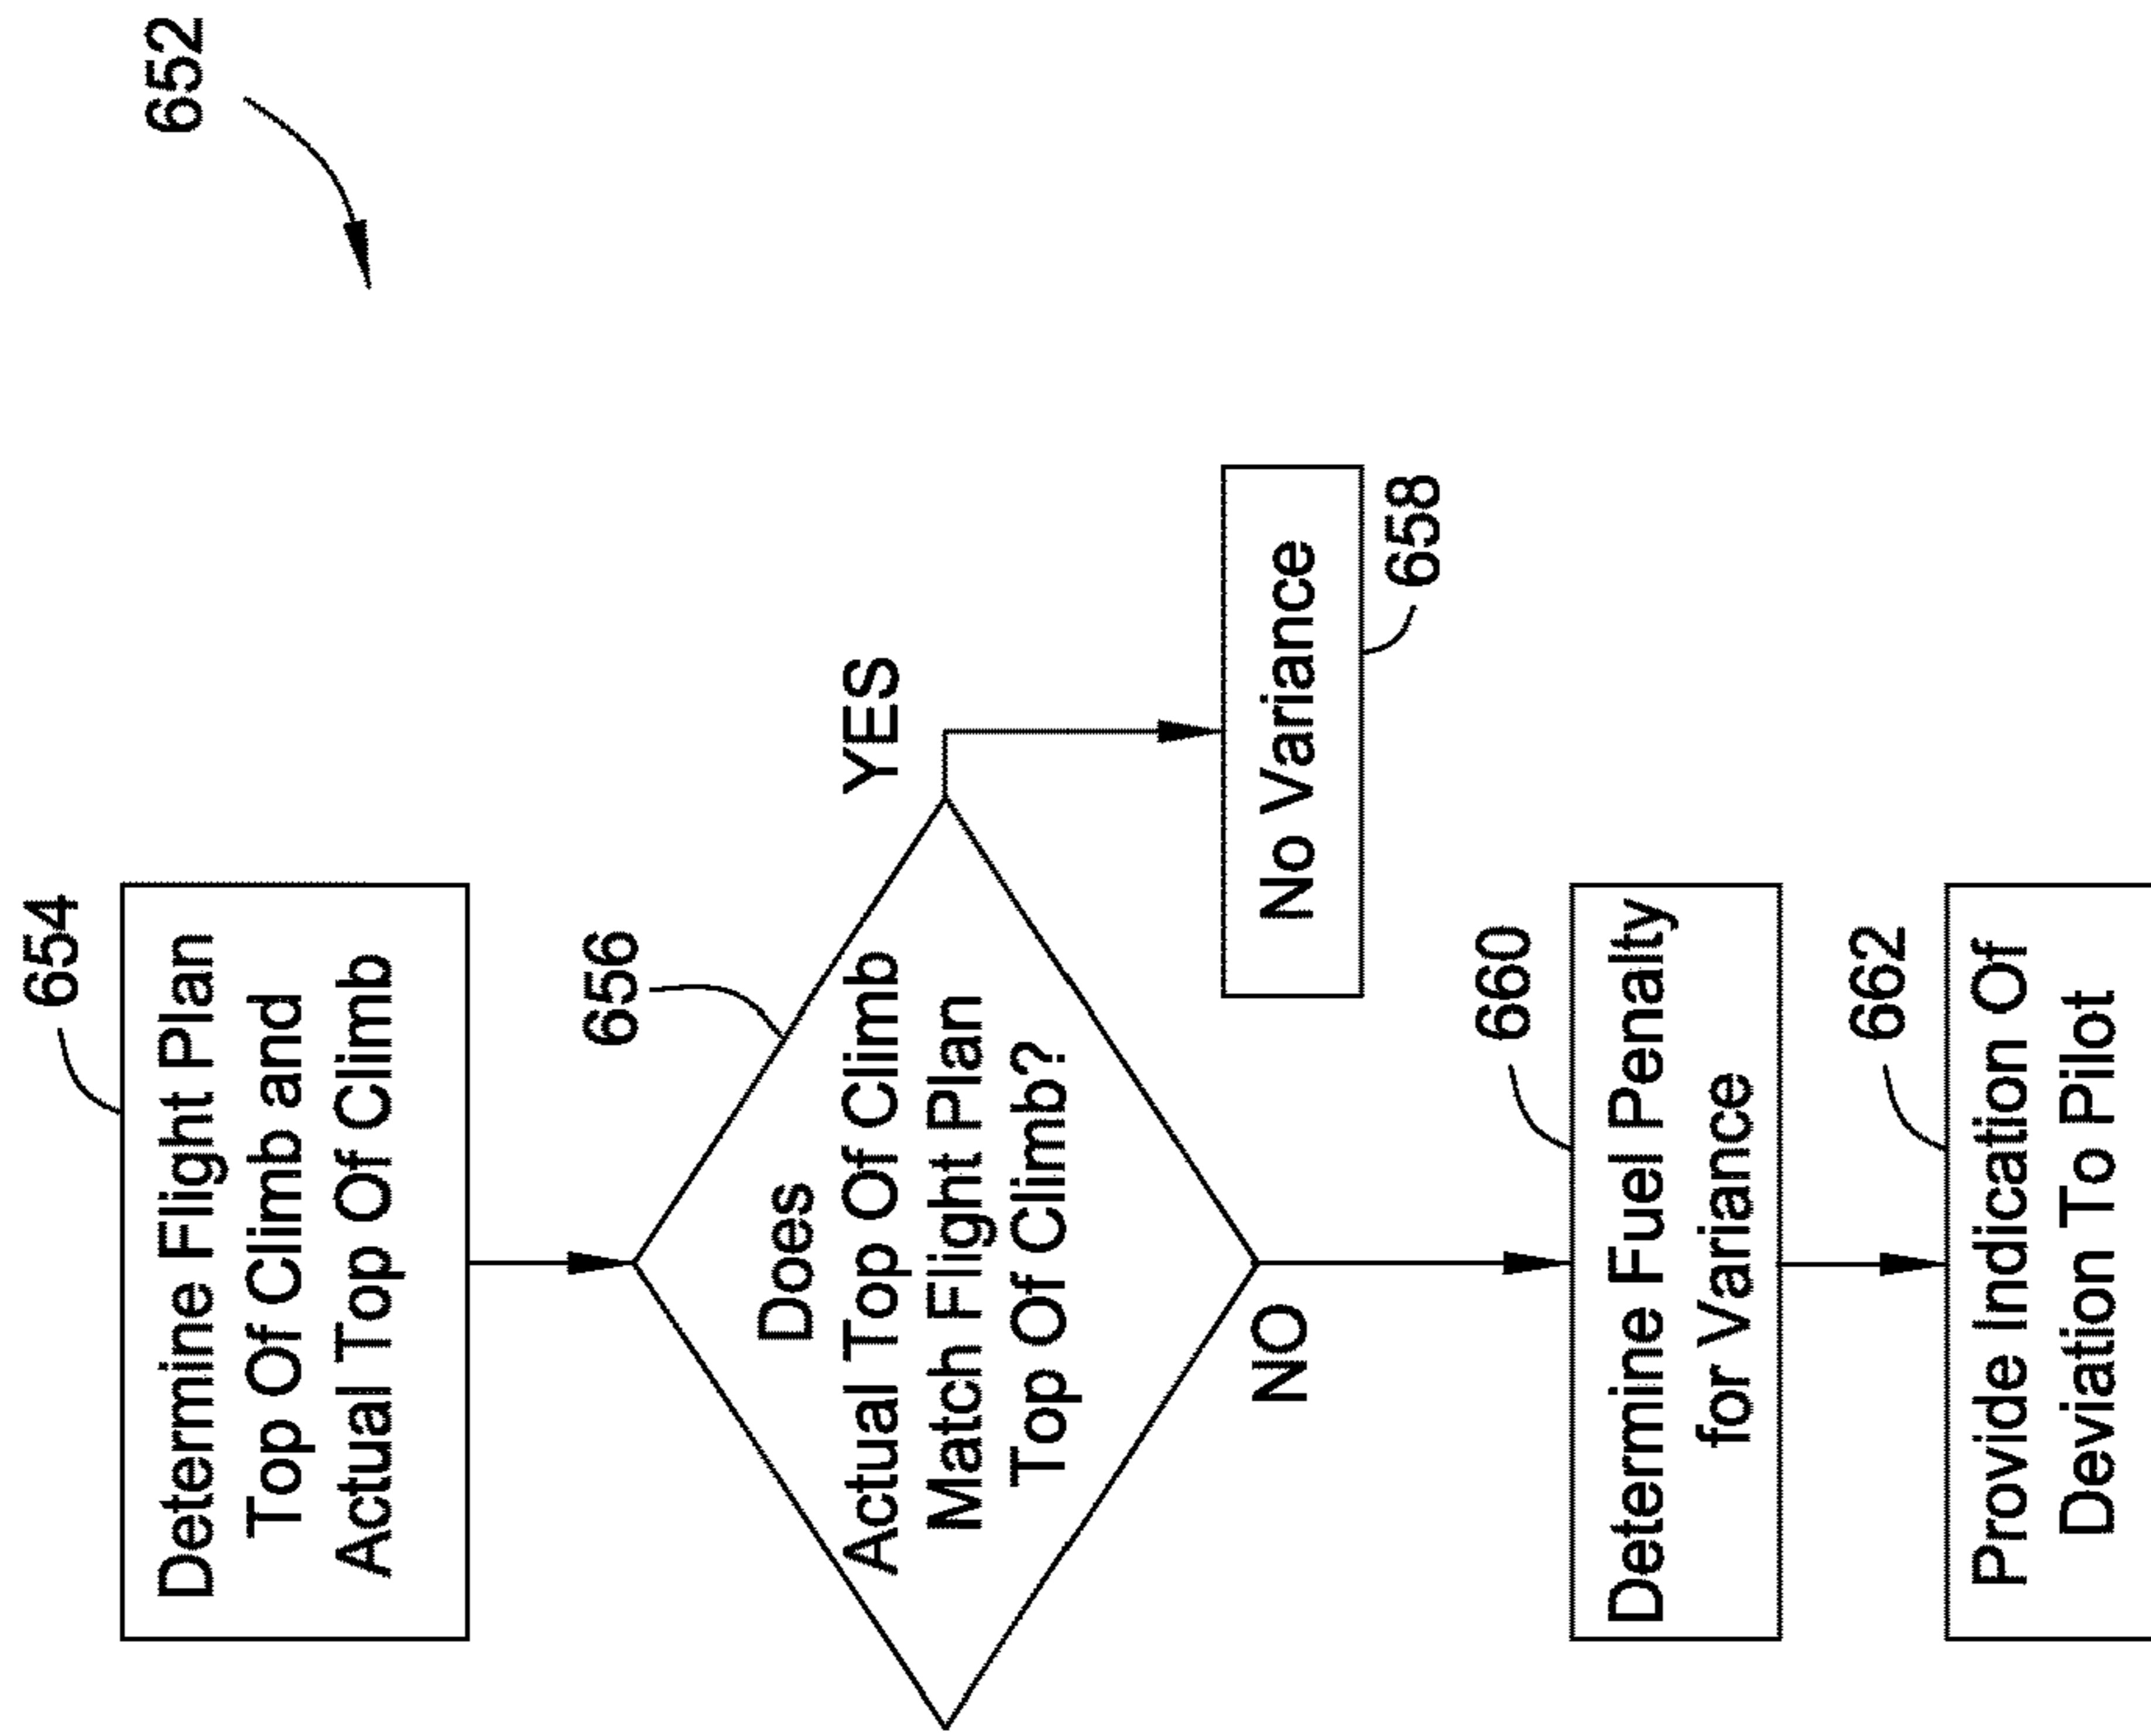 652
654
Determine Flight Plan
Top Of Climb and
Actual Top Of Climb
656
Does
Actual Top Of Climb
Match Flight Plan
Top Of Climb?
YES
No Variance
658
NO
660
Determine Fuel Penalty
for Variance
662
Provide Indication Of
Deviation To Pilot